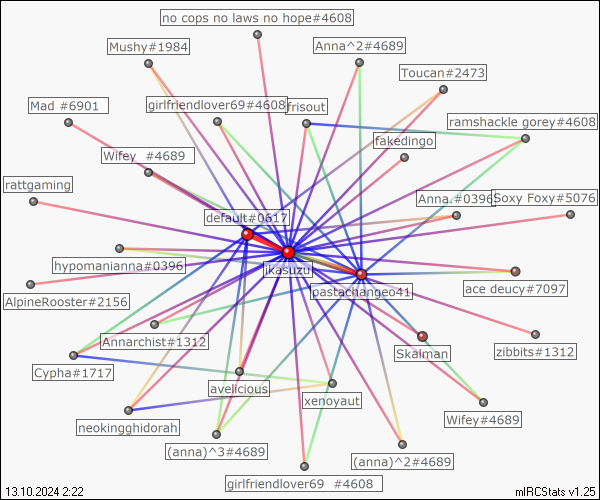 no cops no laws no hope#4608
Mushy#1984
Anna^2#4689
Toucan#2473
Mad #6901
girlfriendlover69#4608
frisout
ramshackle gorey#4608
fakedingo
Wifey #4689
rattgaming
Anna.#0396
Soxy Foxy#5076
default#0617
hypomanianna#0396
jkasuzu
pastachangeo41
ace deucy#7097
AlpineRooster#2156
Annarchist#1312
Skalman
zibbits#1312
Cypha#1717
avelicious
xenoyaut
neokingghidorah
Wifey#4689
(anna)^3#4689
(anna)^2#4689
girlfriendlover69 #4608
13.10.2024 2:22
mIRCStats v1.25